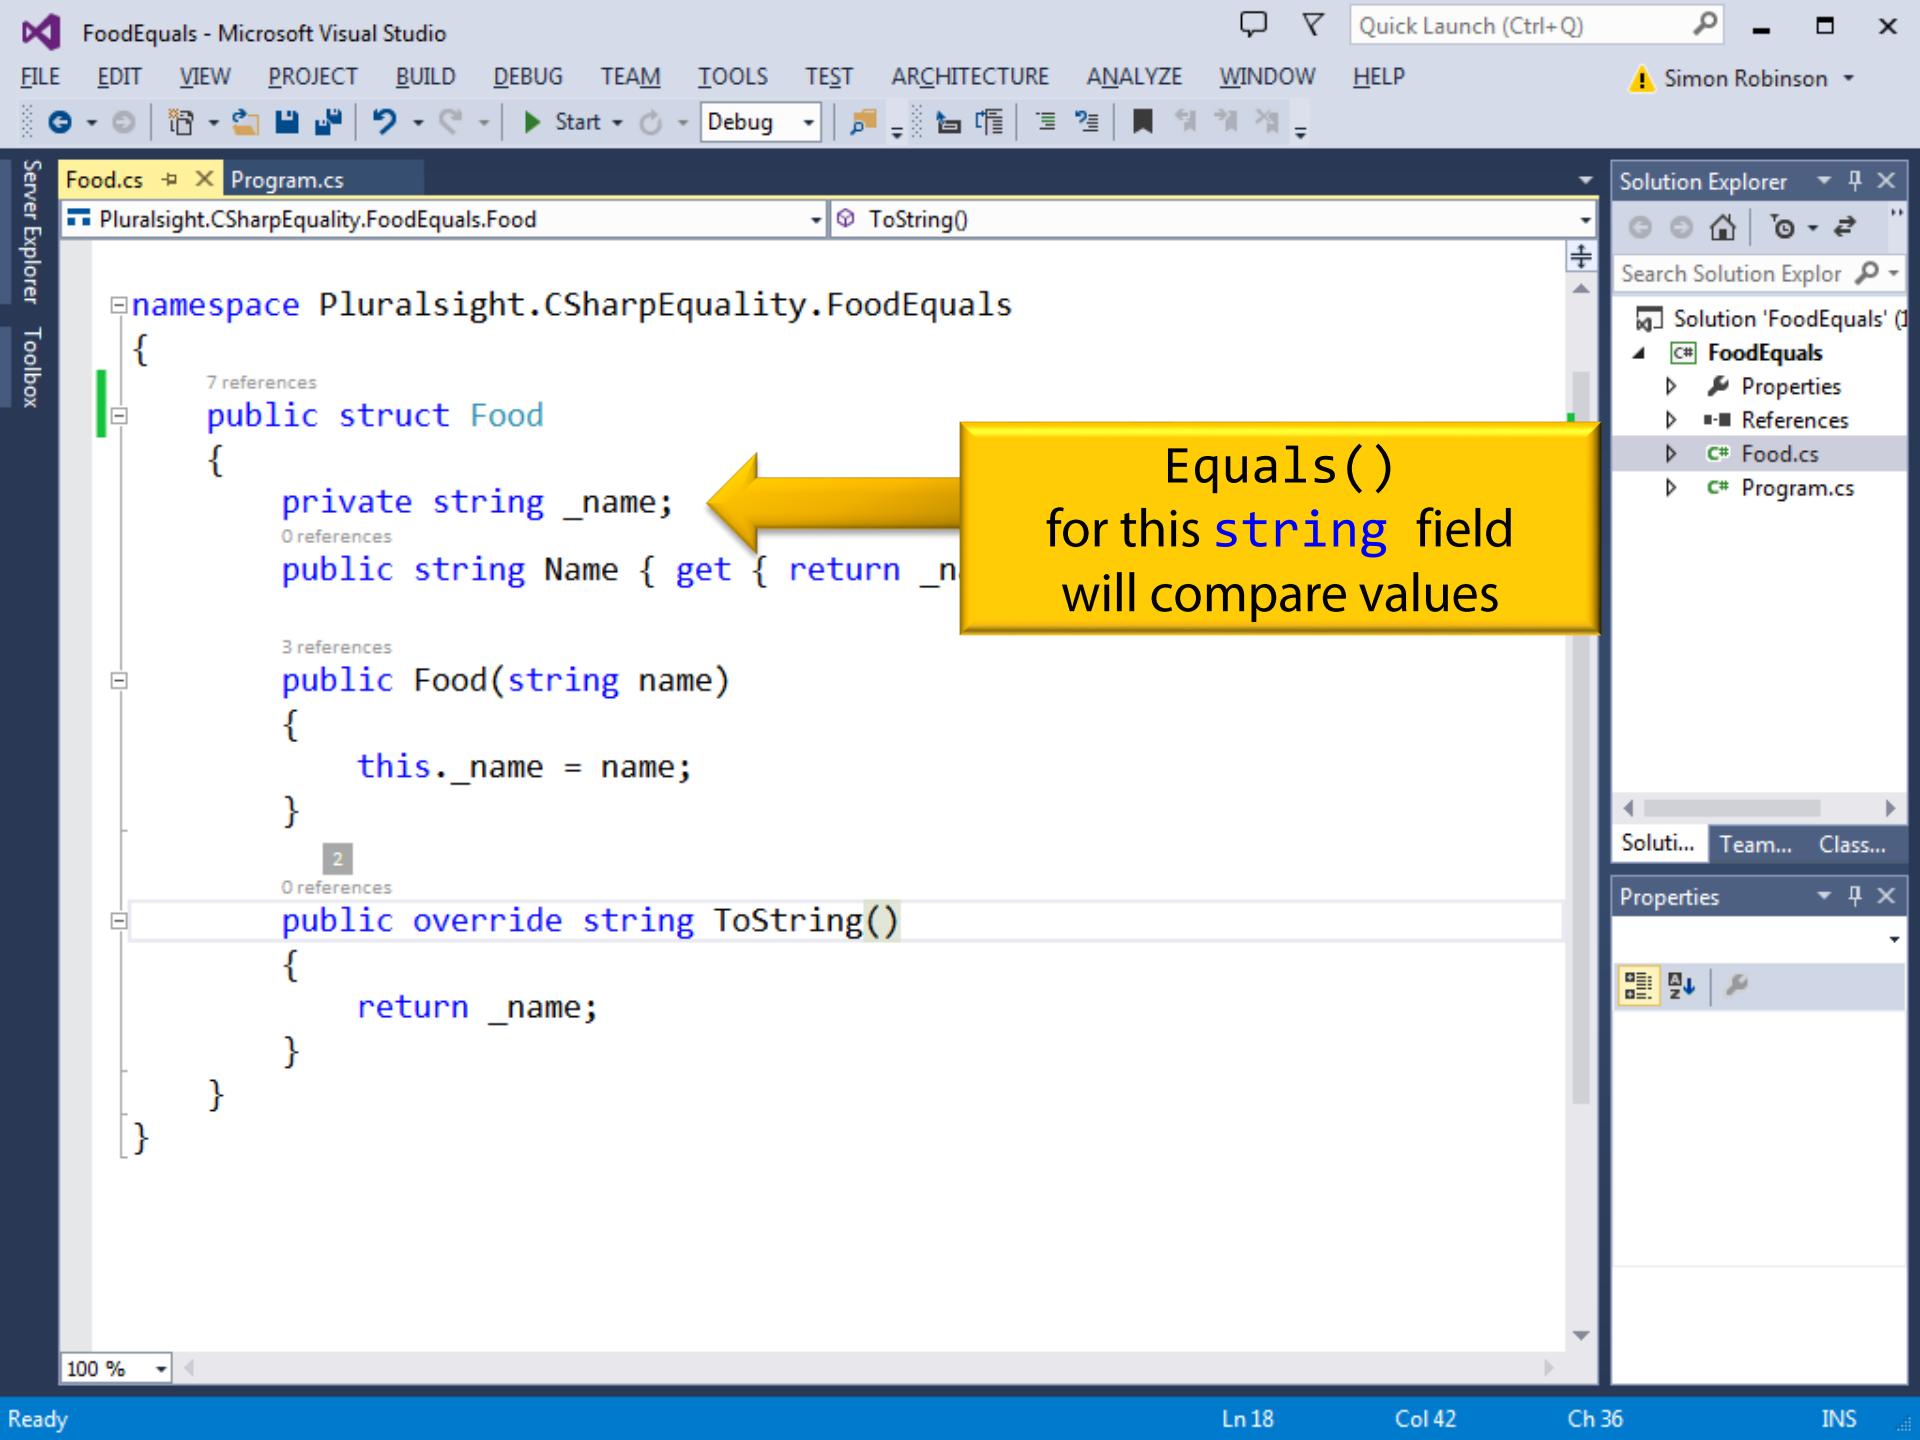 FoodEquals - Microsoft Visual Studio
Quick Launch (Ctrl+Q)
FILE EDIT VIEW PROJECT BUILD DEBUG TEAM TOOLS TEST ARCHITECTURE ANALYZE WINDOW HELP
Simon Robinson
Start
Debug
Server Explorer
Toolbox
Food.cs
Program.cs
Pluralsight.CSharpEquality.FoodEquals.Food
ToString()
namespace Pluralsight.CSharpEquality.FoodEquals
{
7 references
public struct Food
{
private string _name;
0 references
public string Name { get { return _n
3 references
public Food(string name)
{
this._name = name;
}
2
0 references
public override string ToString()
{
return _name;
}
}
}
Equals()
for this string field
will compare values
100 %
Solution Explorer
Search Solution Explor
Solution 'FoodEquals' (1
C# FoodEquals
Properties
References
C# Food.cs
C# Program.cs
Soluti... Team... Class...
Properties
Ready
Ln 18
Col 42
Ch 36
INS